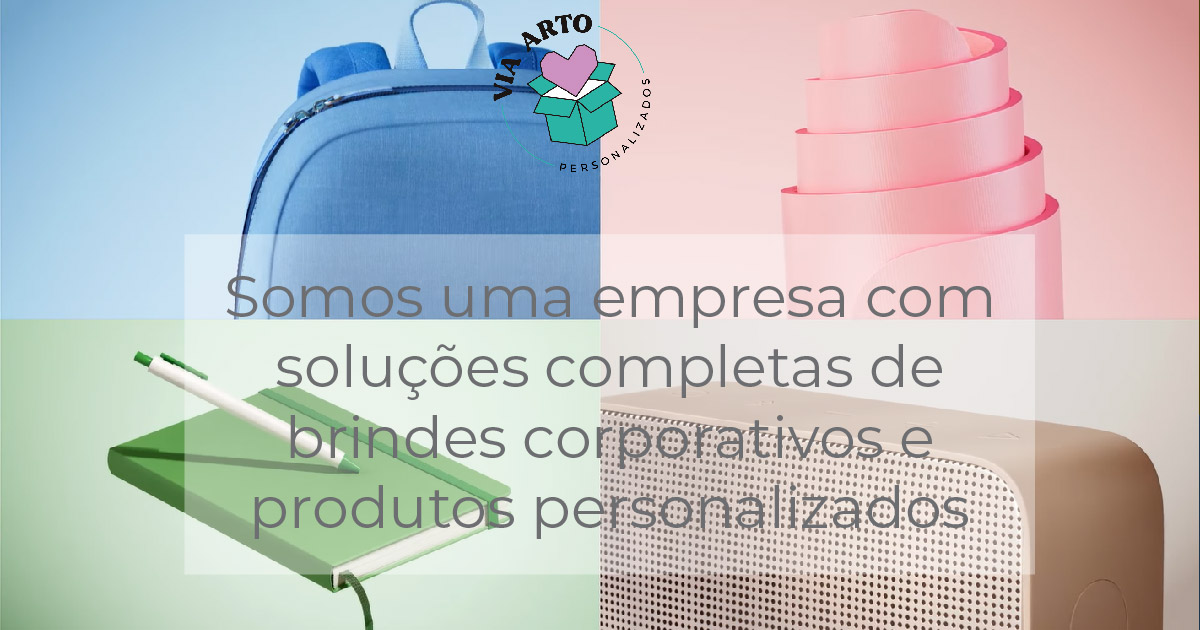 VIA ARTO
PERSONALIZADOS
Somos uma empresa com
soluções completas de
brindes corporativos e
produtos personalizados